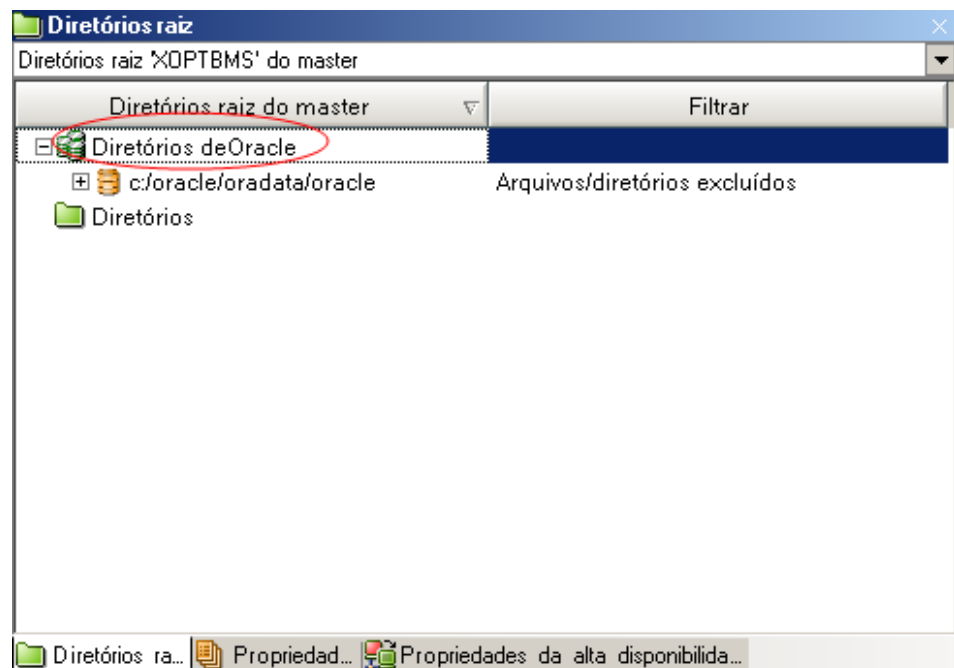 Diretórios raiz
Diretórios raiz 'XOPTBMS' do master
Diretórios raiz do master Filtrar
Diretórios deOracle
c:/oracle/oradata/oracle Arquivos/diretórios excluídos
Diretórios
Diretórios ra... Propriedad... Propriedades da alta disponibilida...